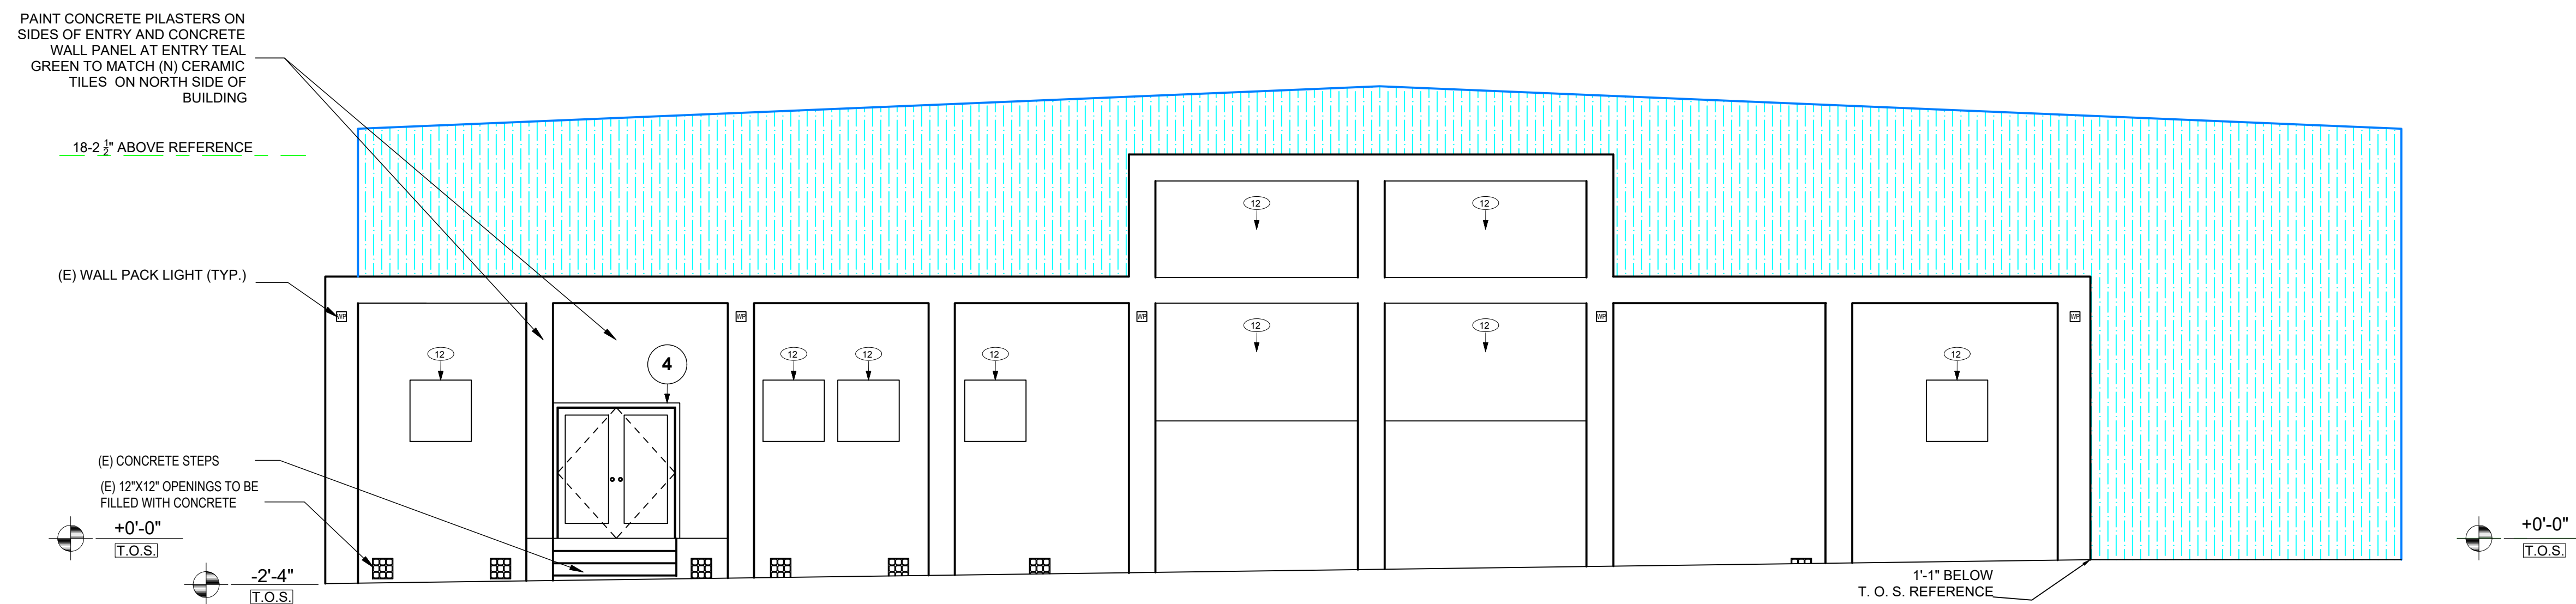 PAINT CONCRETE PILASTERS ON
SIDES OF ENTRY AND CONCRETE
WALL PANEL AT ENTRY TEAL
GREEN TO MATCH (N) CERAMIC
TILES ON NORTH SIDE OF
BUILDING
18-2 1/2" ABOVE REFERENCE
12
12
(E) WALL PACK LIGHT (TYP.)
WP
WP
WP
WP
WP
12
12
12
12
12
12
12
4
(E) CONCRETE STEPS
(E) 12"X12" OPENINGS TO BE
FILLED WITH CONCRETE
+0'-0"
T.O.S.
+0'-0"
T.O.S.
-2'-4"
T.O.S.
1'-1" BELOW
T. O. S. REFERENCE